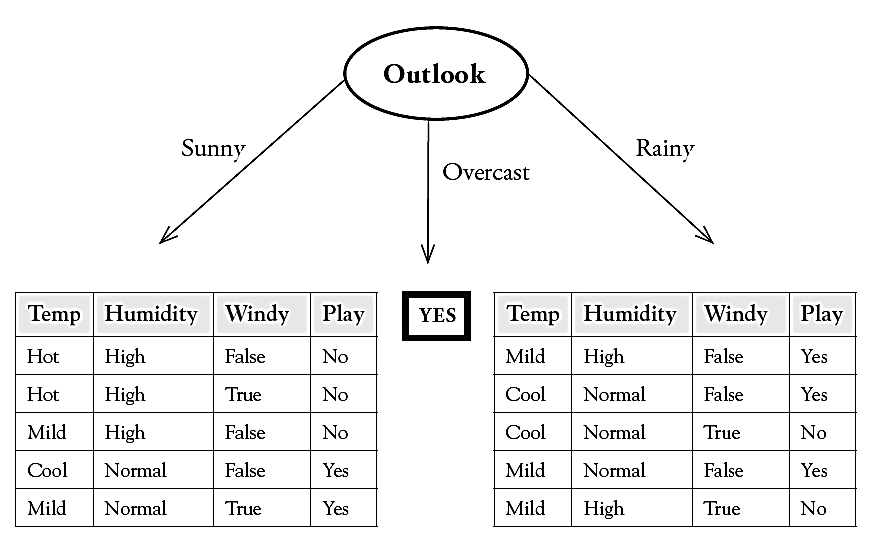 Outlook
Sunny
Overcast
Rainy
Temp Humidity Windy Play
Hot High False No
Hot High True No
Mild High False No
Cool Normal False Yes
Mild Normal True Yes
YES
Temp Humidity Windy Play
Mild High False Yes
Cool Normal False Yes
Cool Normal True No
Mild Normal False Yes
Mild High True No